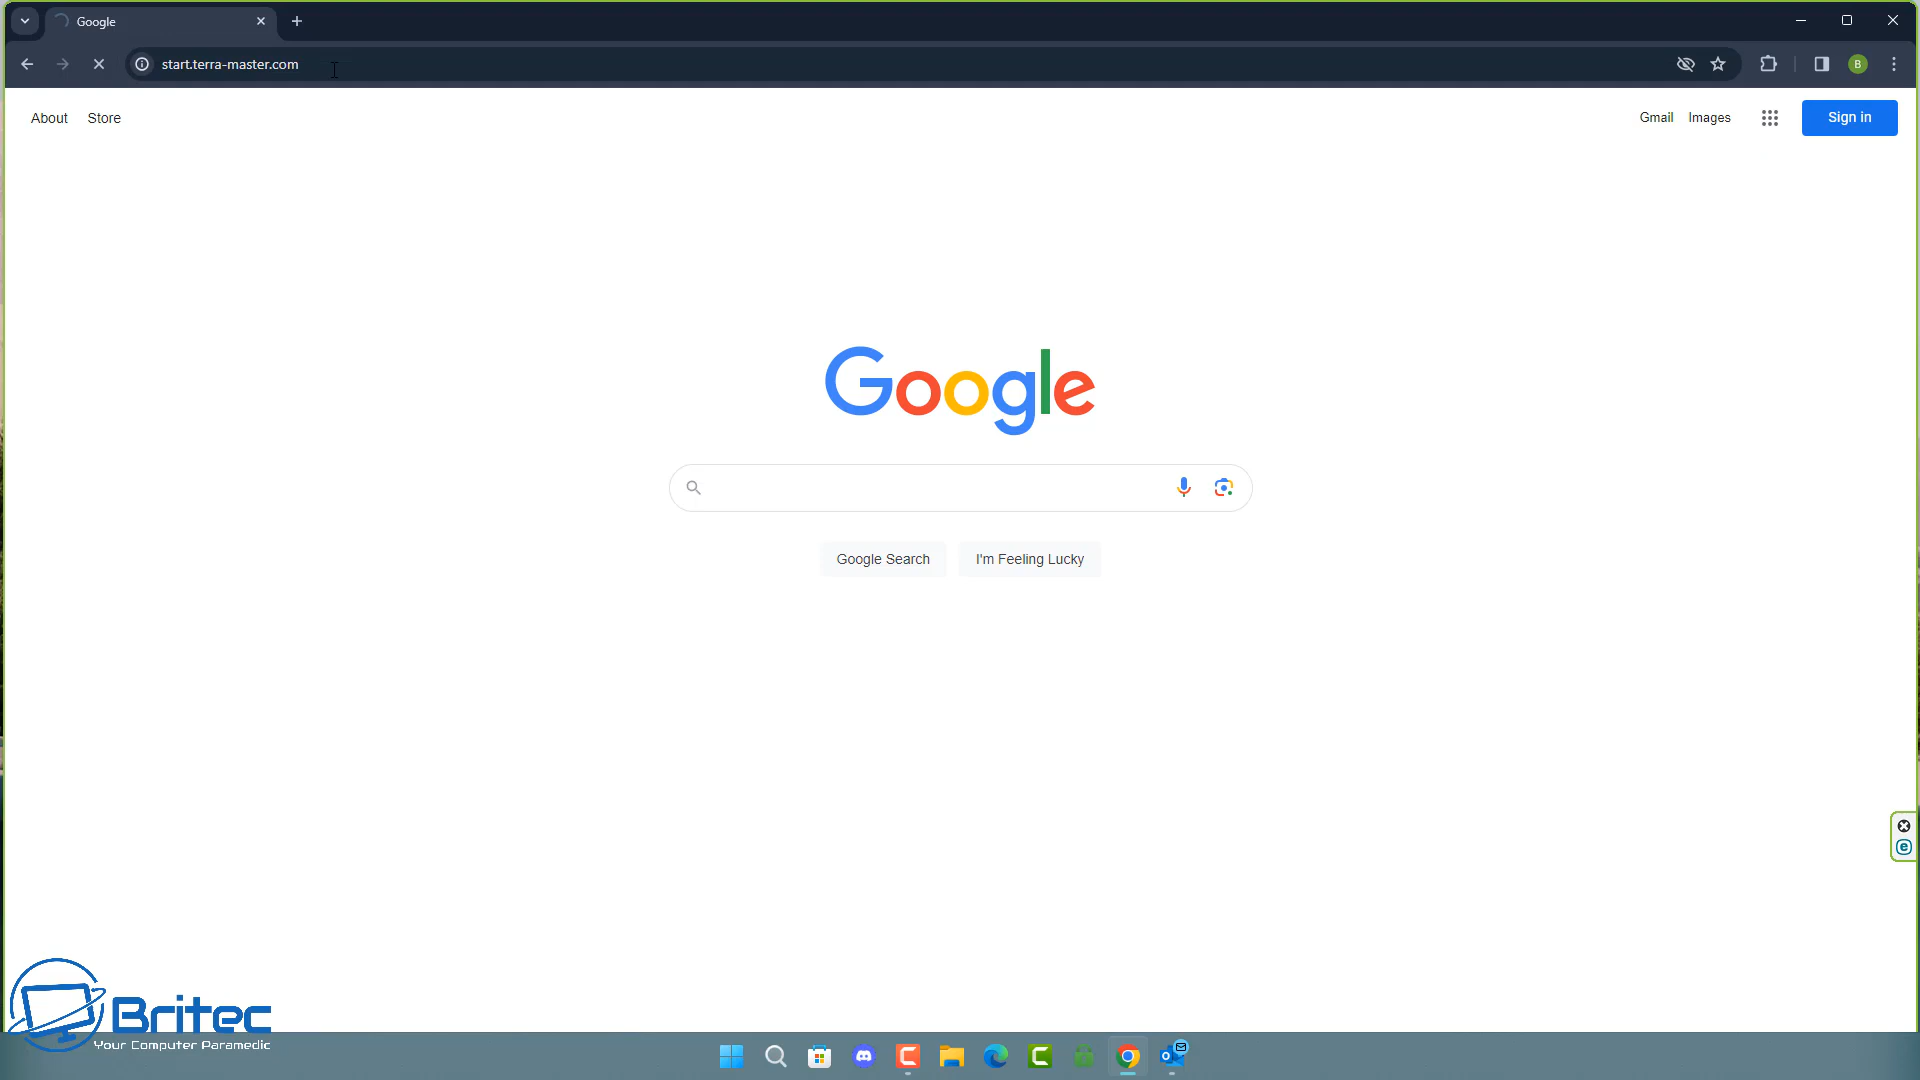 Google
start.terra-master.com
B
About Store
Gmail Images
Sign in
Google
Google Search I'm Feeling Lucky
Britec
Your Computer Paramedic